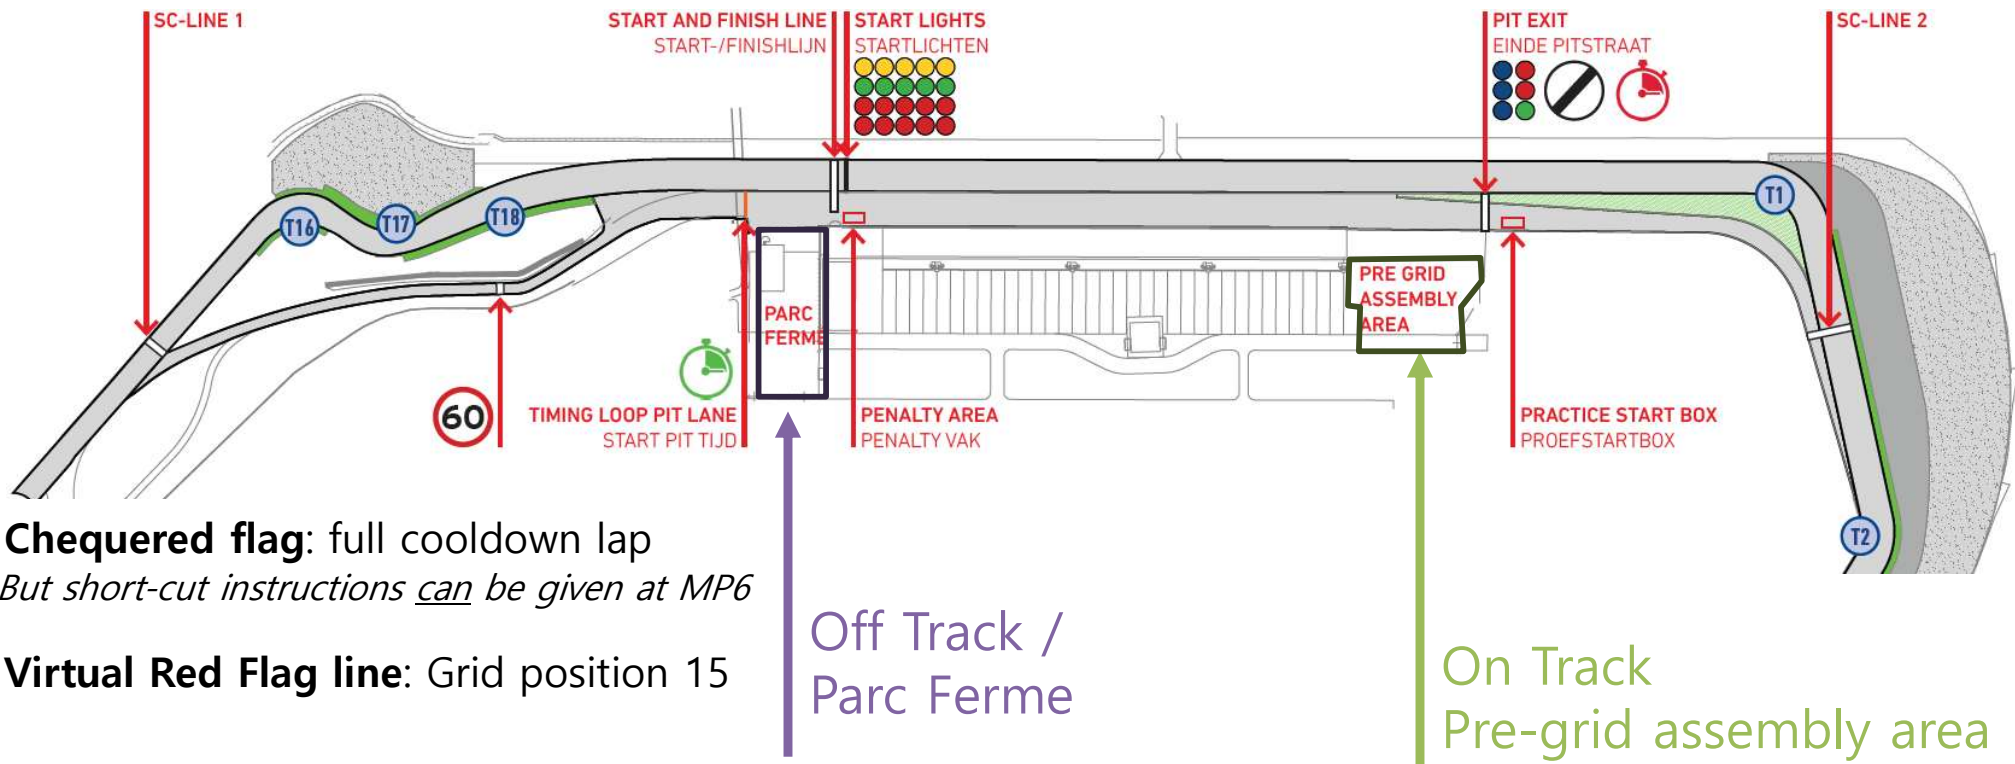 SC-LINE 1
START AND FINISH LINE
START-/FINISHLIJN
START LIGHTS
STARTLICHTEN
PIT EXIT
EINDE PITSTRAAT
SC-LINE 2
T16
T17
T18
T1
PARC
FERME
PRE GRID
ASSEMBLY
AREA
60
TIMING LOOP PIT LANE
START PIT TIJD
PENALTY AREA
PENALTY VAK
PRACTICE START BOX
PROEFSTARTBOX
T2
Chequered flag: full cooldown lap
But short-cut instructions can be given at MP6
Virtual Red Flag line: Grid position 15
Off Track /
Parc Ferme
On Track
Pre-grid assembly area